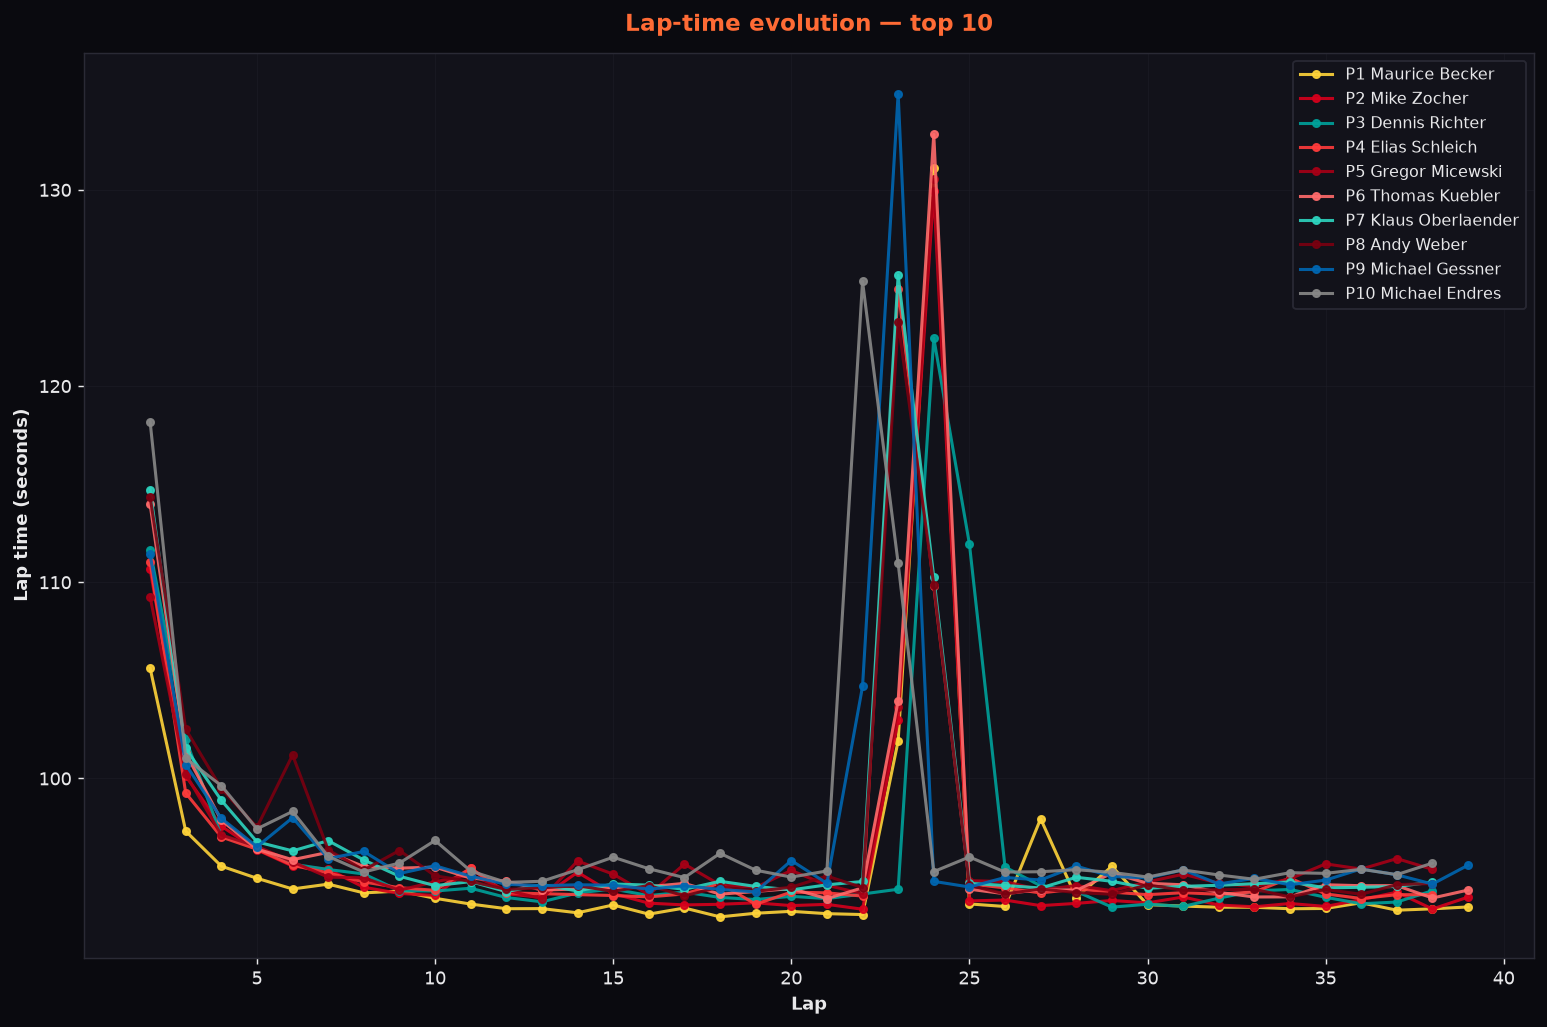 Lap-time evolution — top 10
P1 Maurice Becker
P2 Mike Zocher
P3 Dennis Richter
P4 Elias Schleich
P5 Gregor Micewski
P6 Thomas Kuebler
P7 Klaus Oberlaender
P8 Andy Weber
P9 Michael Gessner
P10 Michael Endres
Lap time (seconds)
130
120
110
100
5 10 15 20 25 30 35 40
Lap